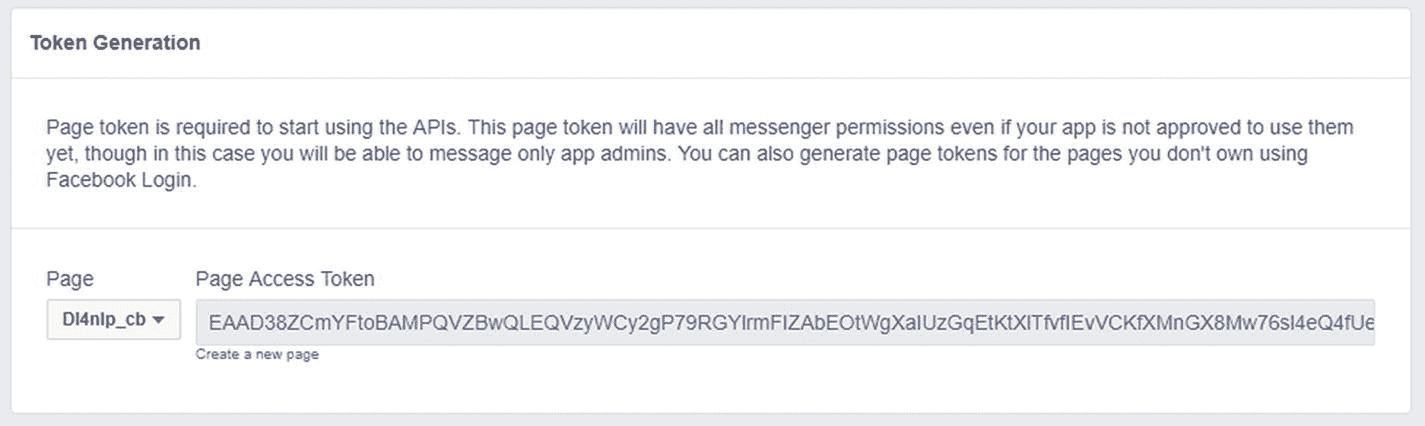 Token Generation
Page token is required to start using the APIs. This page token will have all messenger permissions even if your app is not approved to use them
yet, though in this case you will be able to message only app admins. You can also generate page tokens for the pages you don't own using
Facebook Login.
Page
Page Access Token
Dl4nlp_cb
Create a new page